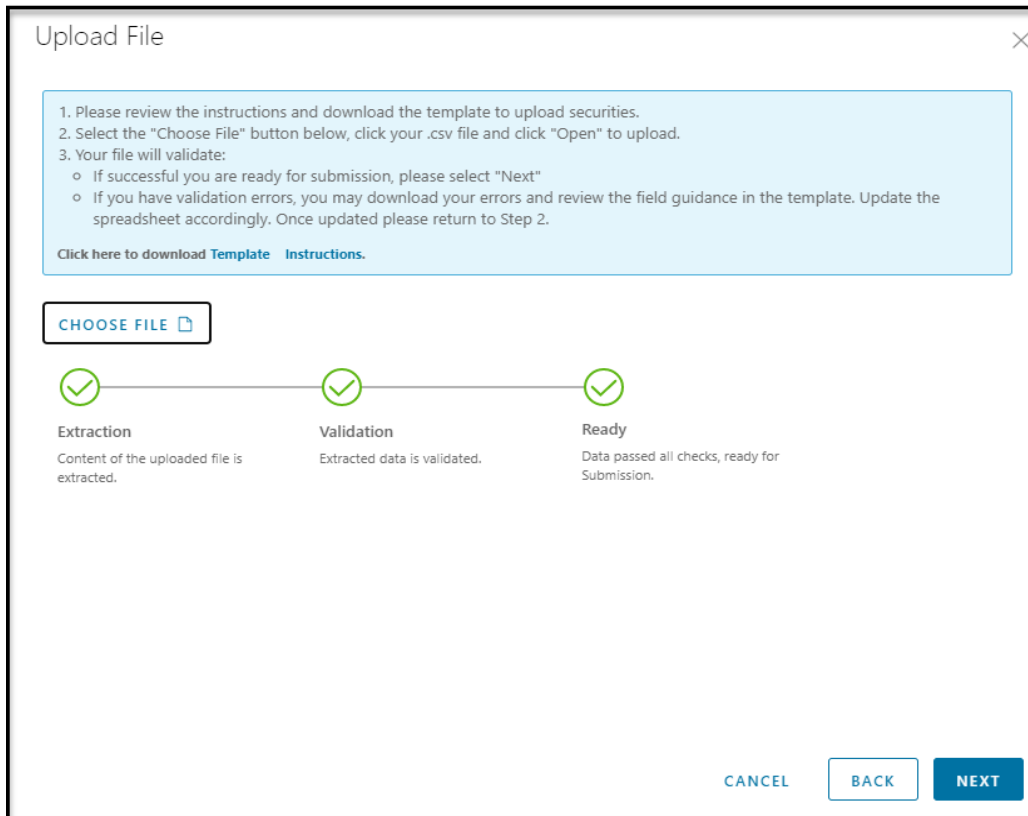 Upload File
1. Please review the instructions and download the template to upload securities.
2. Select the "Choose File" button below, click your .csv file and click "Open" to upload.
3. Your file will validate:
If successful you are ready for submission, please select "Next"
If you have validation errors, you may download your errors and review the field guidance in the template. Update the
spreadsheet accordingly. Once updated please return to Step 2.
Click here to download Template Instructions.
CHOOSE FILE
Extraction
Content of the uploaded file is
extracted.
Validation
Extracted data is validated.
Ready
Data passed all checks, ready for
Submission.
CANCEL BACK NEXT